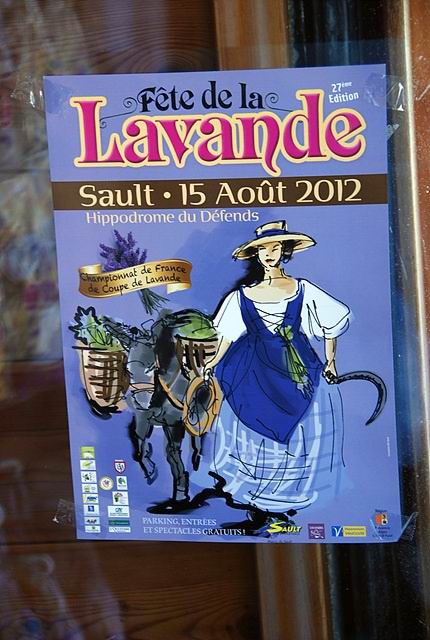 Fête de la
27ème
Edition
Lavande
Sault • 15 Août 2012
Hippodrome du Défends
Championnat de France
de Coupe de Lavande
PARKING, ENTRÉES
ET SPECTACLES GRATUITS !
SAULT